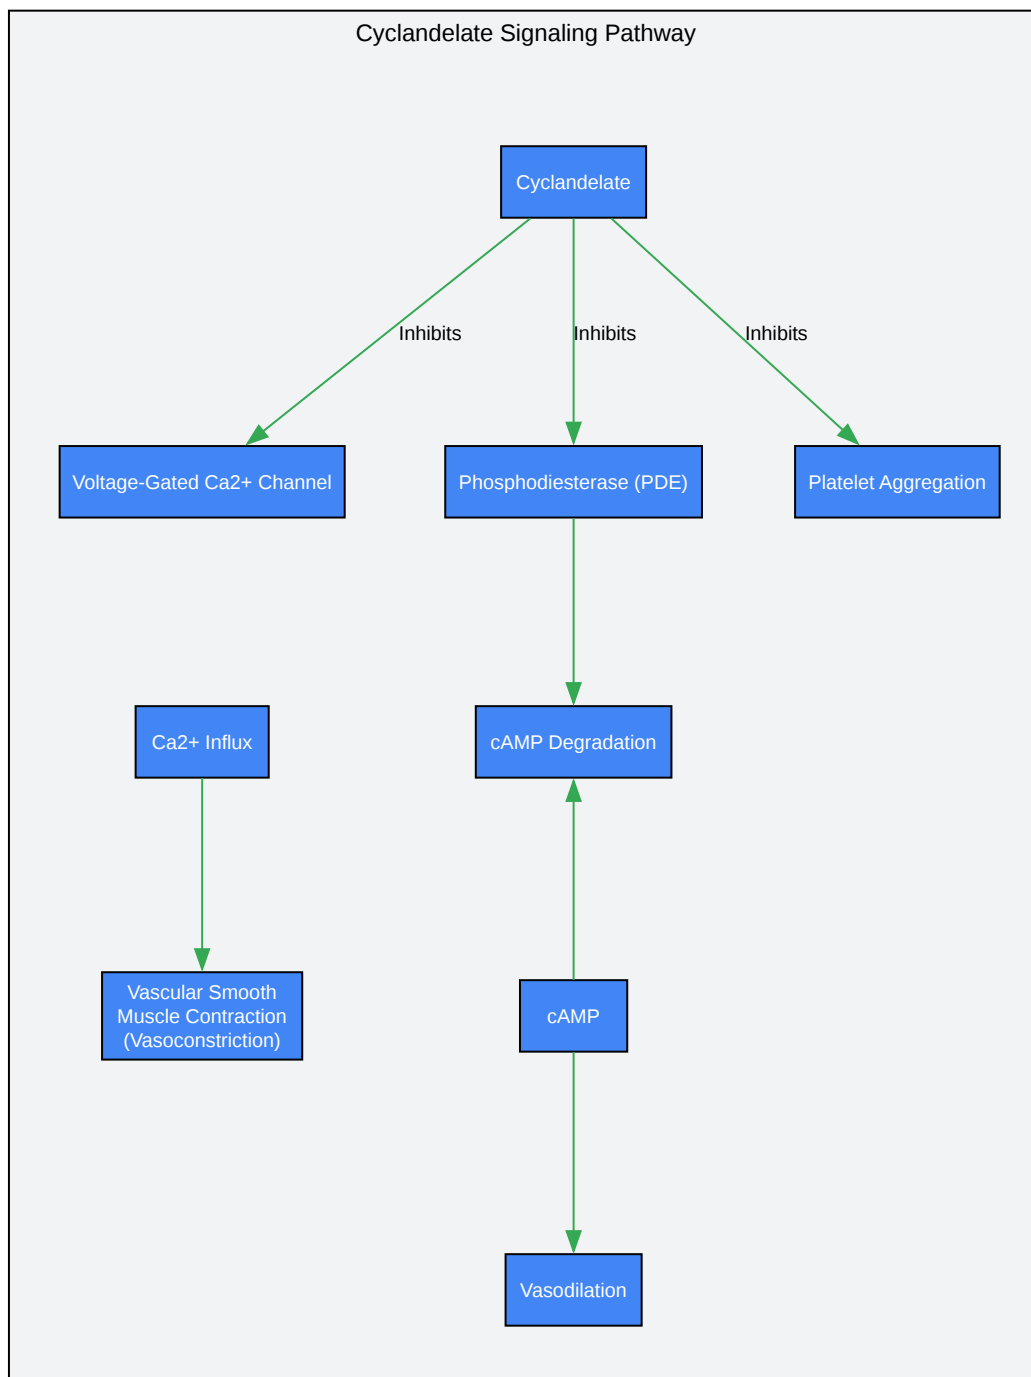 Cyclandelate Signaling Pathway
Cyclandelate
Inhibits
Inhibits
Inhibits
Voltage-Gated Ca2+ Channel
Phosphodiesterase (PDE)
Platelet Aggregation
Ca2+ Influx
cAMP Degradation
Vascular Smooth
Muscle Contraction
(Vasoconstriction)
cAMP
Vasodilation